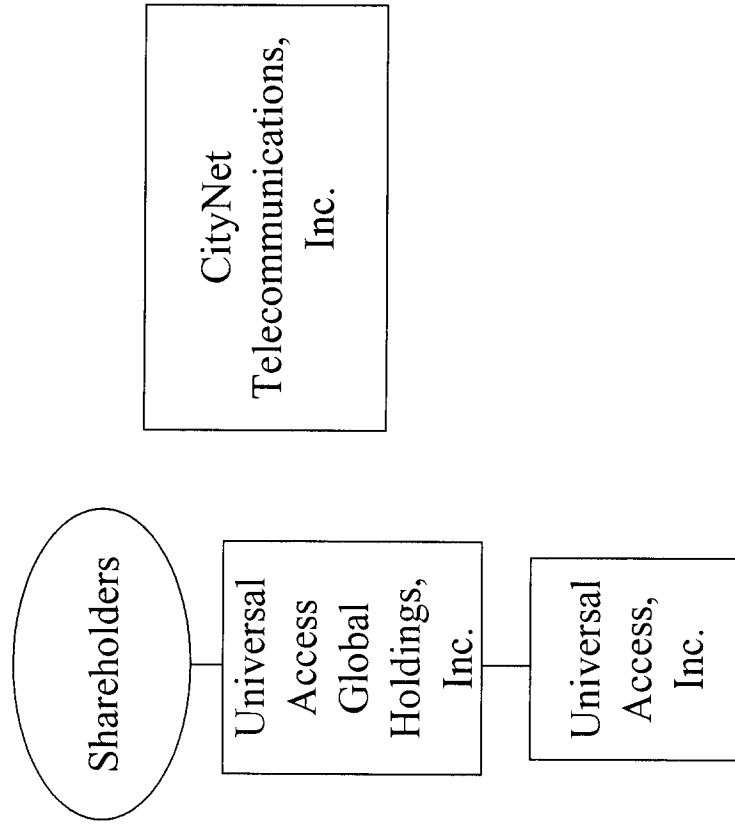 Shareholders
Universal
Access
Global
Holdings,
Inc.
Universal
Access,
Inc.
CityNet
Telecommunications,
Inc.